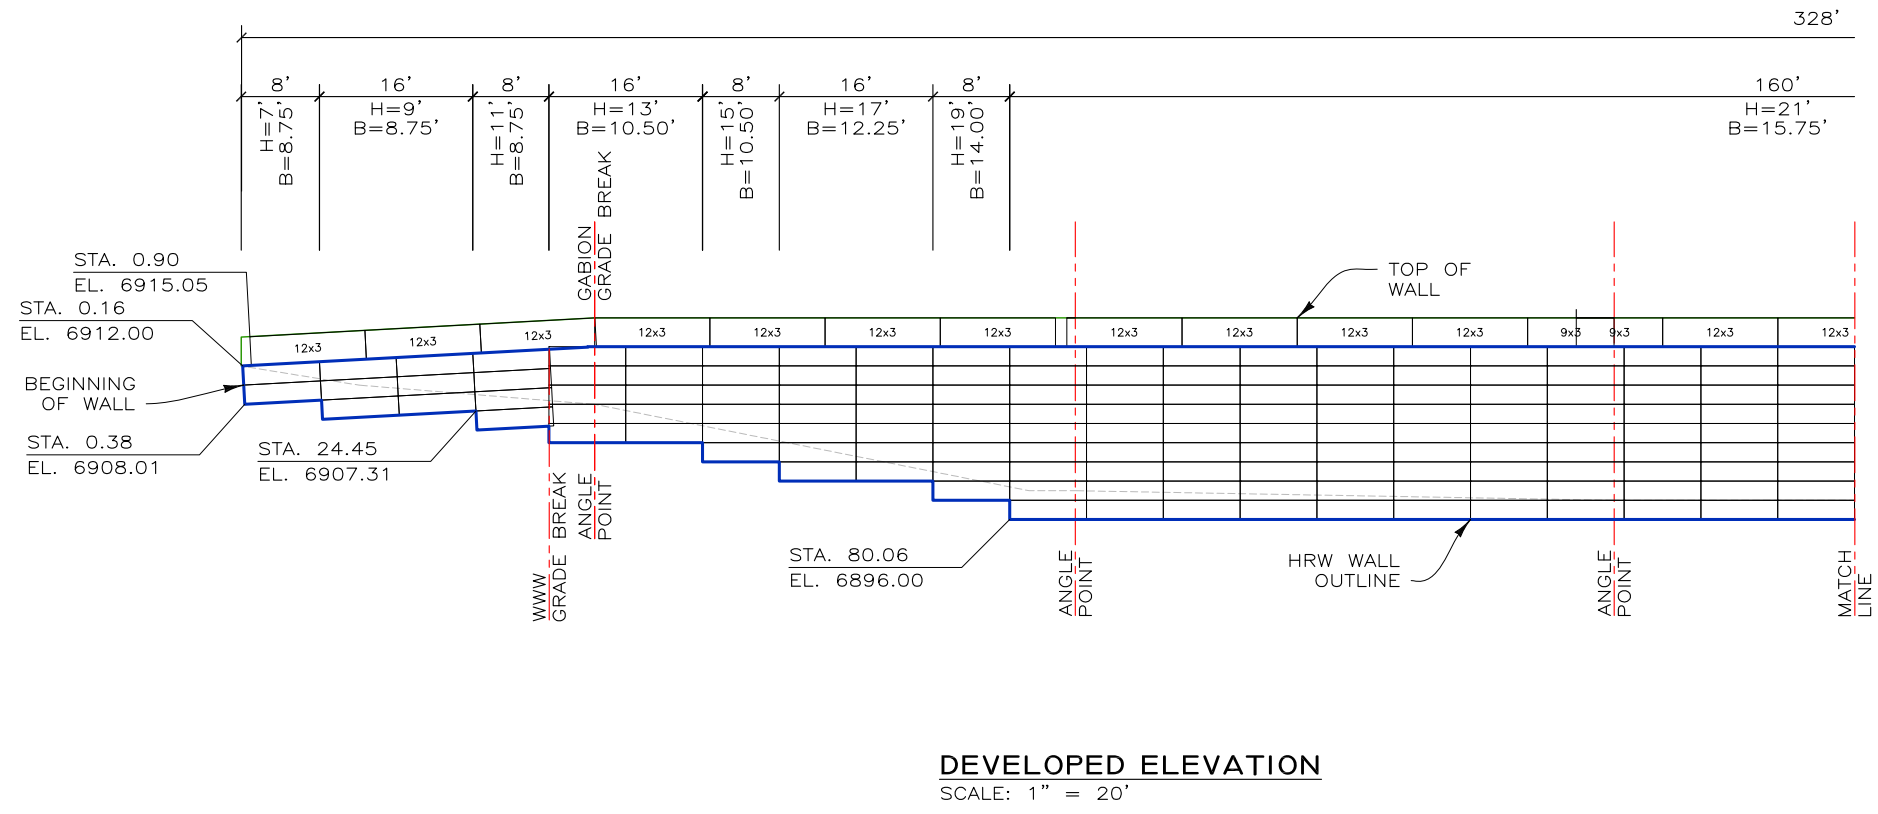 328'
8'
16'
8'
16'
8'
16'
8'
160'
H=7'
B=8.75'
H=9'
B=8.75'
H=11'
B=8.75'
H=13'
B=10.50'
H=15'
B=10.50'
H=17'
B=12.25'
H=19'
B=14.00'
H=21'
B=15.75'
GABION
GRADE BREAK
STA. 0.90
EL. 6915.05
STA. 0.16
EL. 6912.00
TOP OF
WALL
12x3
12x3
12x3
12x3
12x3
12x3
12x3
12x3
12x3
12x3
12x3
9x3
9x3
12x3
12x3
BEGINNING
OF WALL
STA. 0.38
EL. 6908.01
STA. 24.45
EL. 6907.31
WWW
GRADE BREAK
ANGLE
POINT
STA. 80.06
EL. 6896.00
ANGLE
POINT
HRW WALL
OUTLINE
ANGLE
POINT
MATCH
LINE
DEVELOPED ELEVATION
SCALE: 1" = 20'